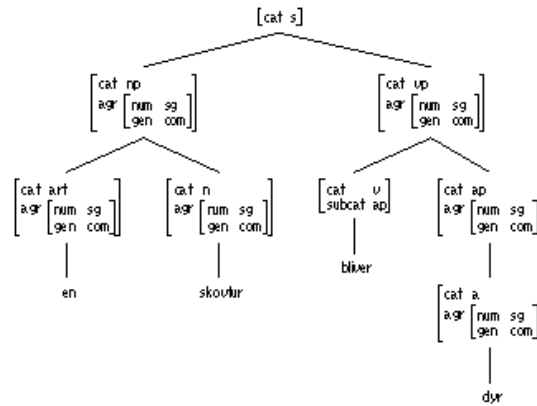 [cat s]
[cat np
agr [num sg
gen com]]
[cat vp
agr [num sg
gen com]]
[cat art
agr [num sg
gen com]]
[cat n
agr [num sg
gen com]]
[cat v
subcat ap]
[cat ap
agr [num sg
gen com]]
en
skovtur
bliver
[cat a
agr [num sg
gen com]]
dyr